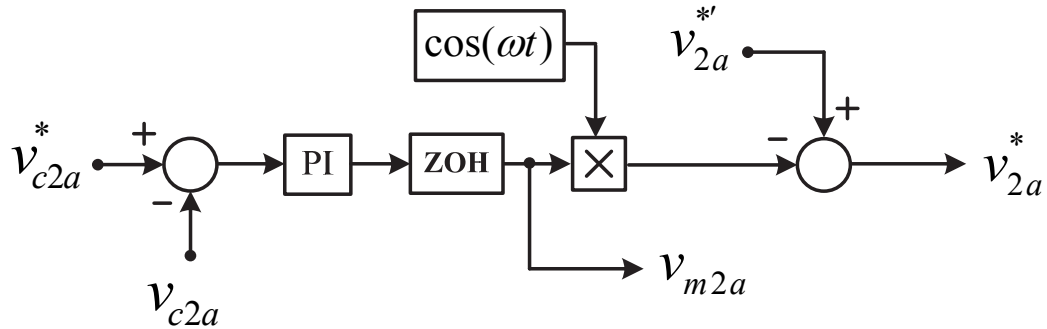 cos(ωt)
v*′2a
+
+
−
v*c2a
PI
ZOH
×
v*2a
−
vm2a
vc2a